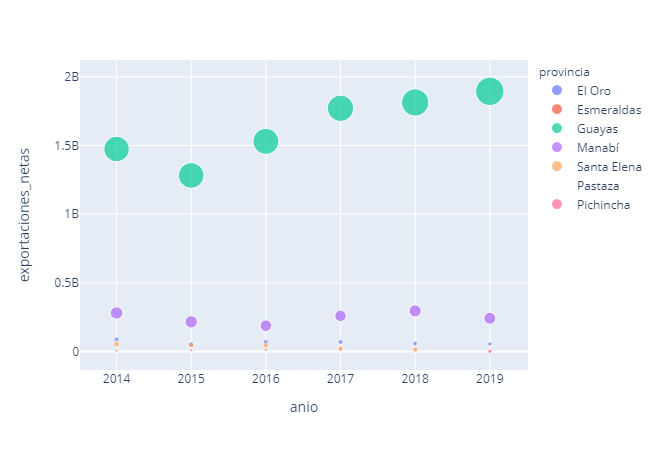 2B
1.5B
1B
0.5B
0
exportaciones_netas
2014 2015 2016 2017 2018 2019
anio
provincia
El Oro
Esmeraldas
Guayas
Manabí
Santa Elena
Pastaza
Pichincha